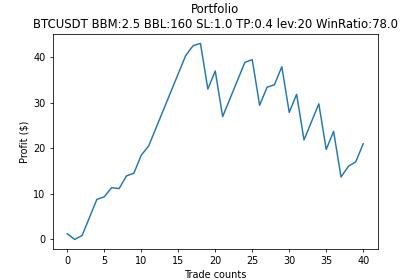 Portfolio
BTCUSDT BBM:2.5 BBL:160 SL:1.0 TP:0.4 lev:20 WinRatio:78.0
40
30
20
10
0
Profit ($)
0 5 10 15 20 25 30 35 40
Trade counts